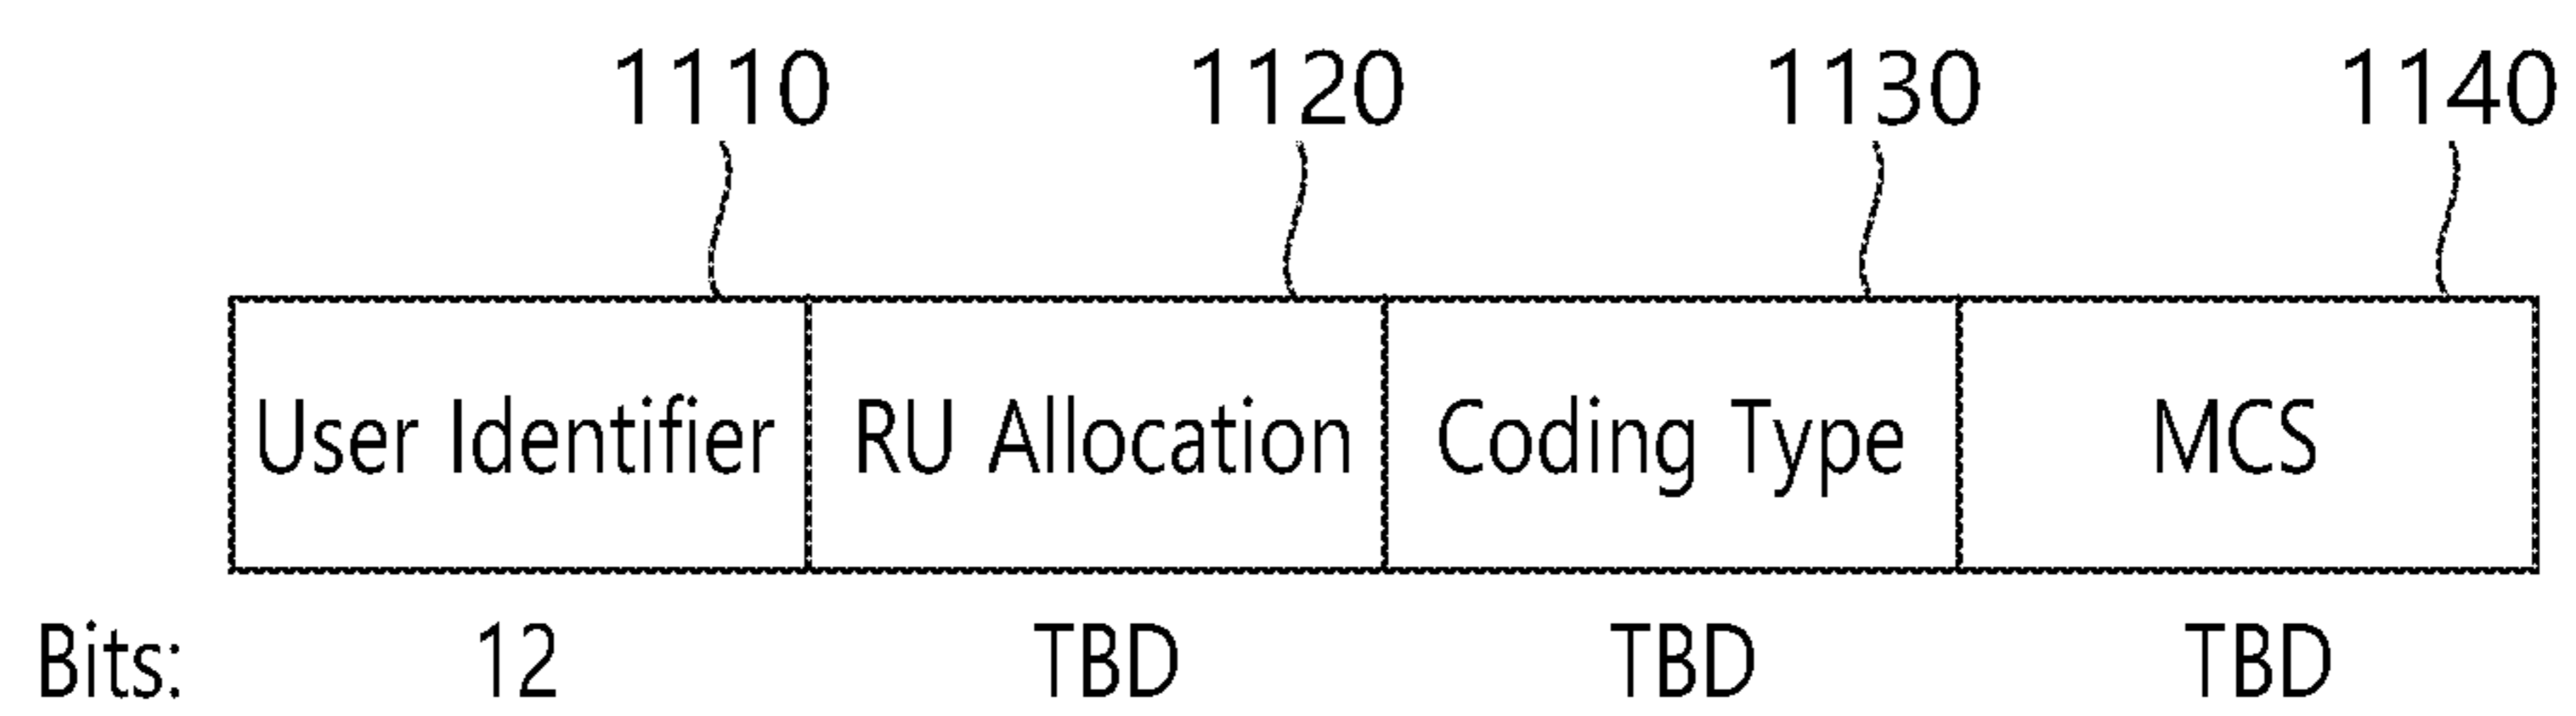 1110 1120 1130 1140
User Identifier RU Allocation Coding Type MCS
Bits: 12 TBD TBD TBD